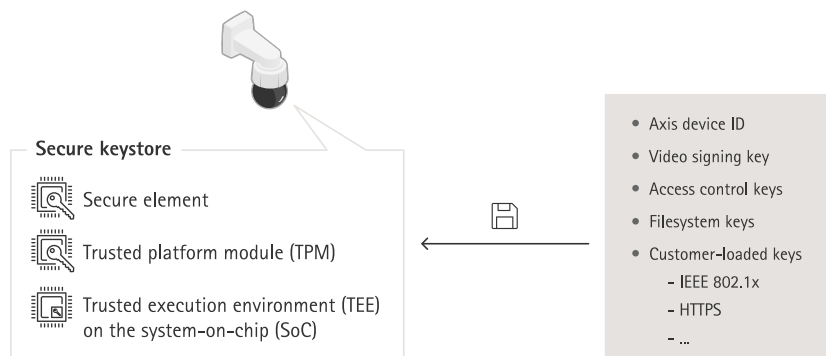 Secure keystore
Secure element
Trusted platform module (TPM)
Trusted execution environment (TEE)
on the system-on-chip (SoC)
• Axis device ID
• Video signing key
• Access control keys
• Filesystem keys
• Customer-loaded keys
– IEEE 802.1x
– HTTPS
– ...